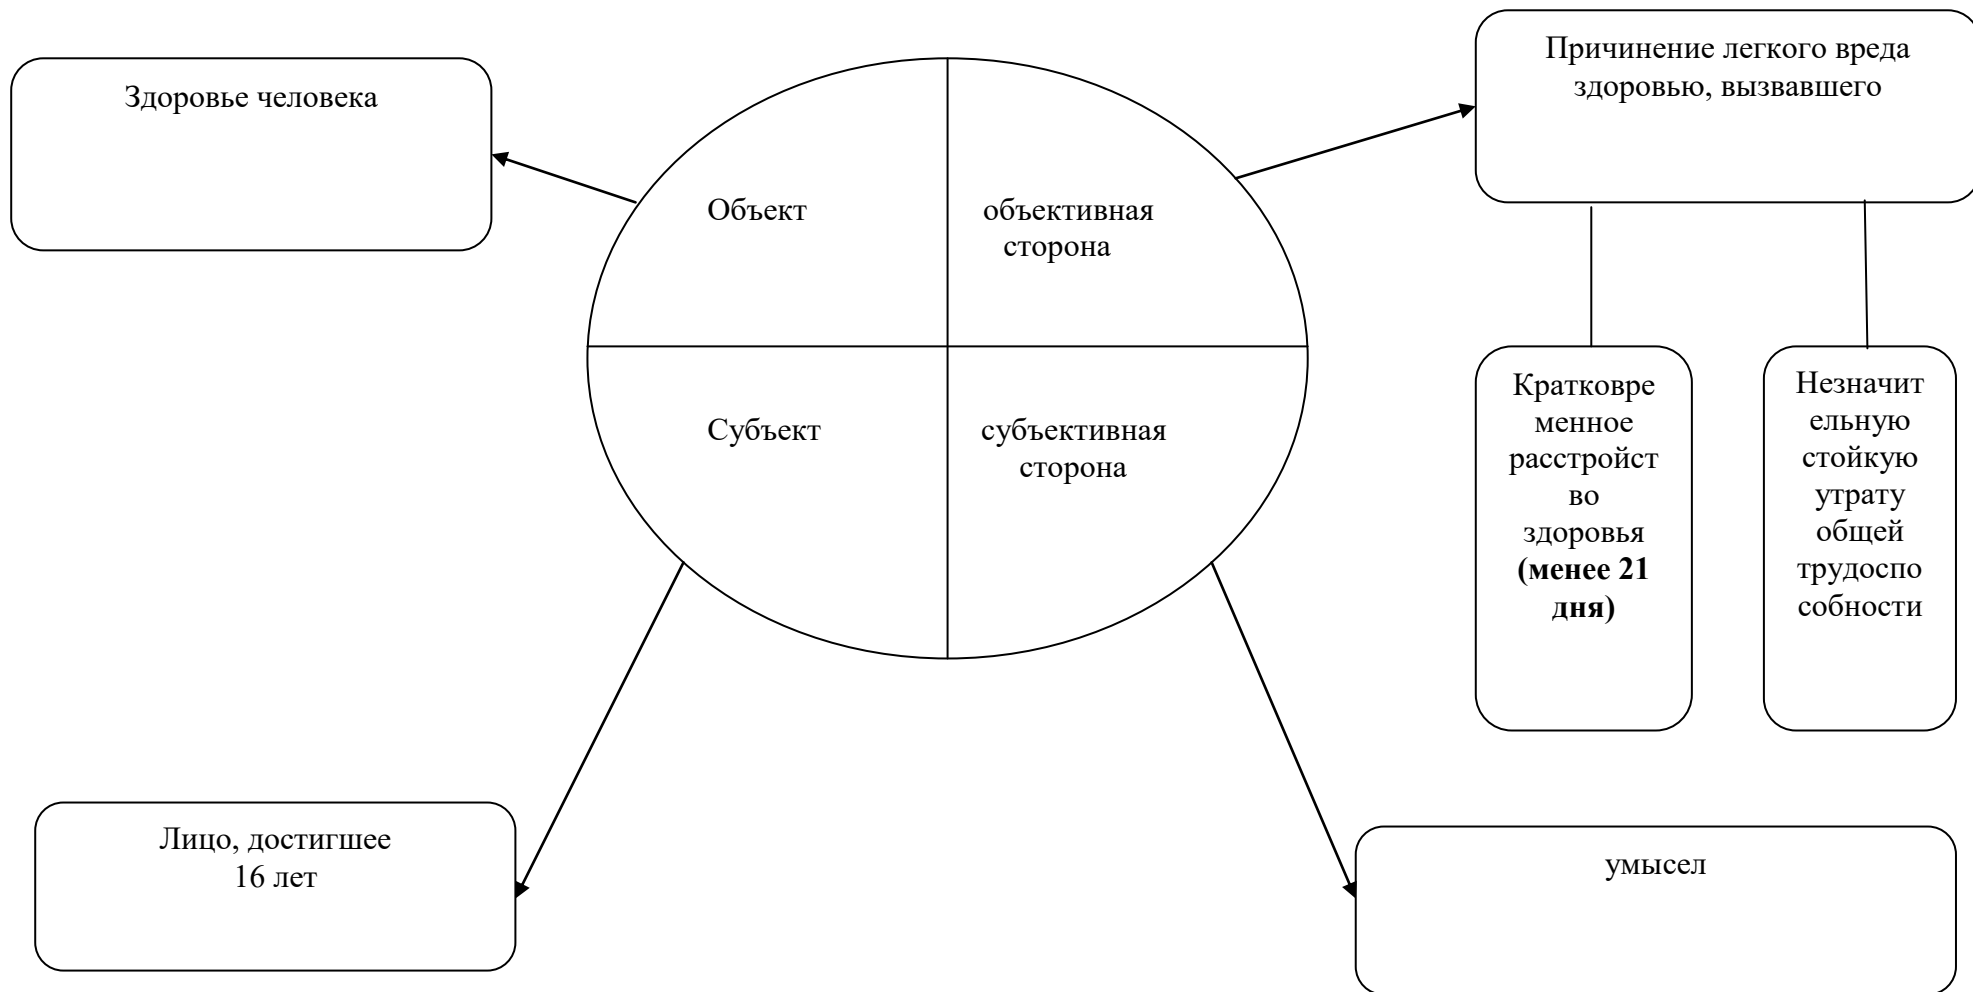 Здоровье человека
Причинение легкого вреда
здоровью, вызвавшего
Объект
объективная
сторона
Субъект
субъективная
сторона
Кратковре
менное
расстройст
во
здоровья
(менее 21
дня)
Незначит
ельную
стойкую
утрату
общей
трудоспо
собности
Лицо, достигшее
16 лет
умысел